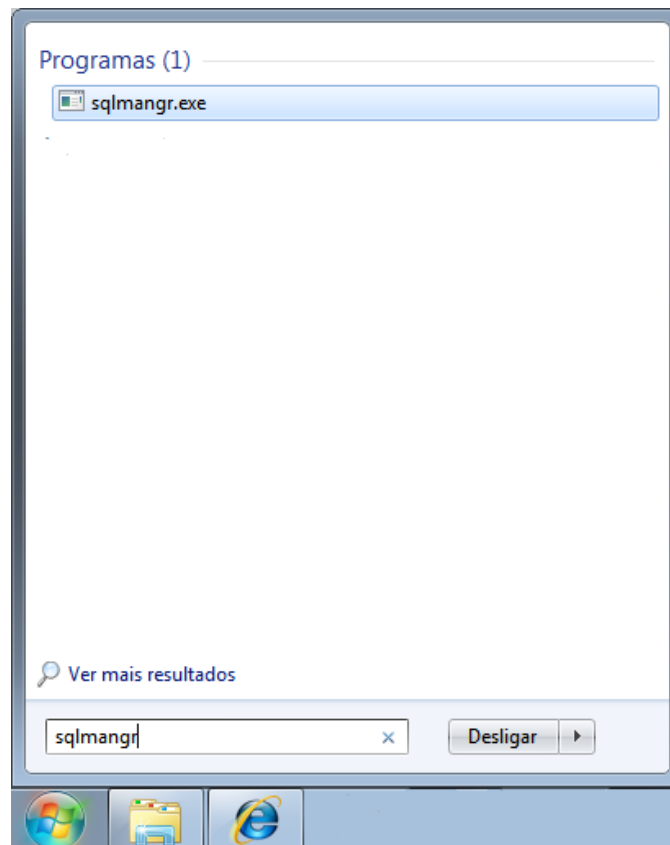 Programas (1)
sqlmangr.exe
Ver mais resultados
sqlmangr
Desligar